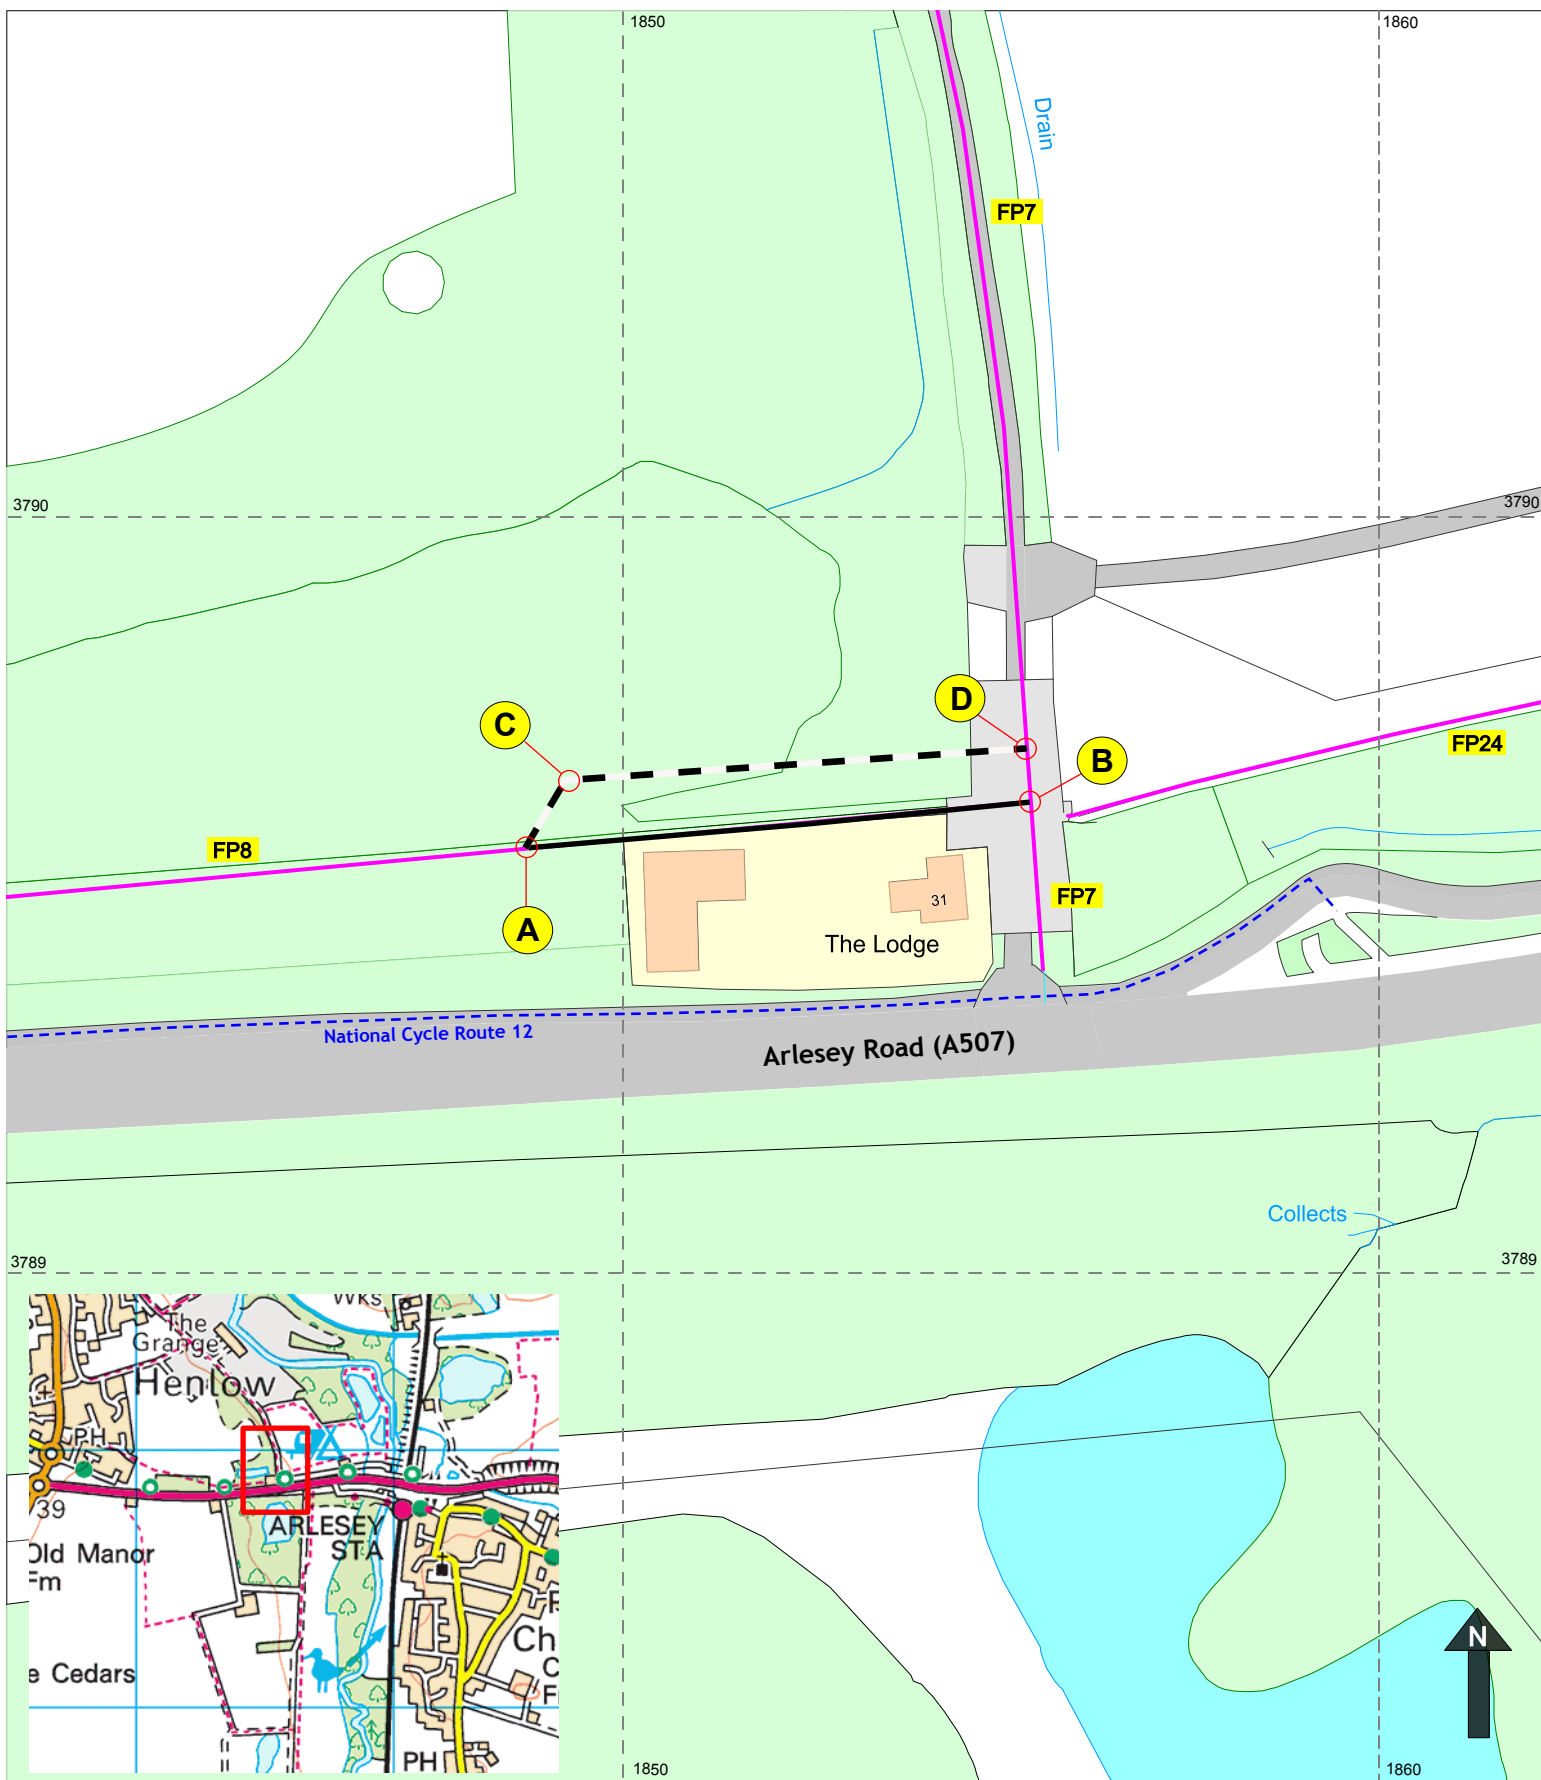 1850
1860
Drain
FP7
3790
3790
D
C
B
FP24
FP8
31
FP7
A
The Lodge
National Cycle Route 12
Arlesey Road (A507)
Collects
3789
3789
Wks
The
Grange
Henlow
PH
39
ARLESEY
STA
Old Manor
Fm
Ch
C
F
e Cedars
PH
N
1850
1860